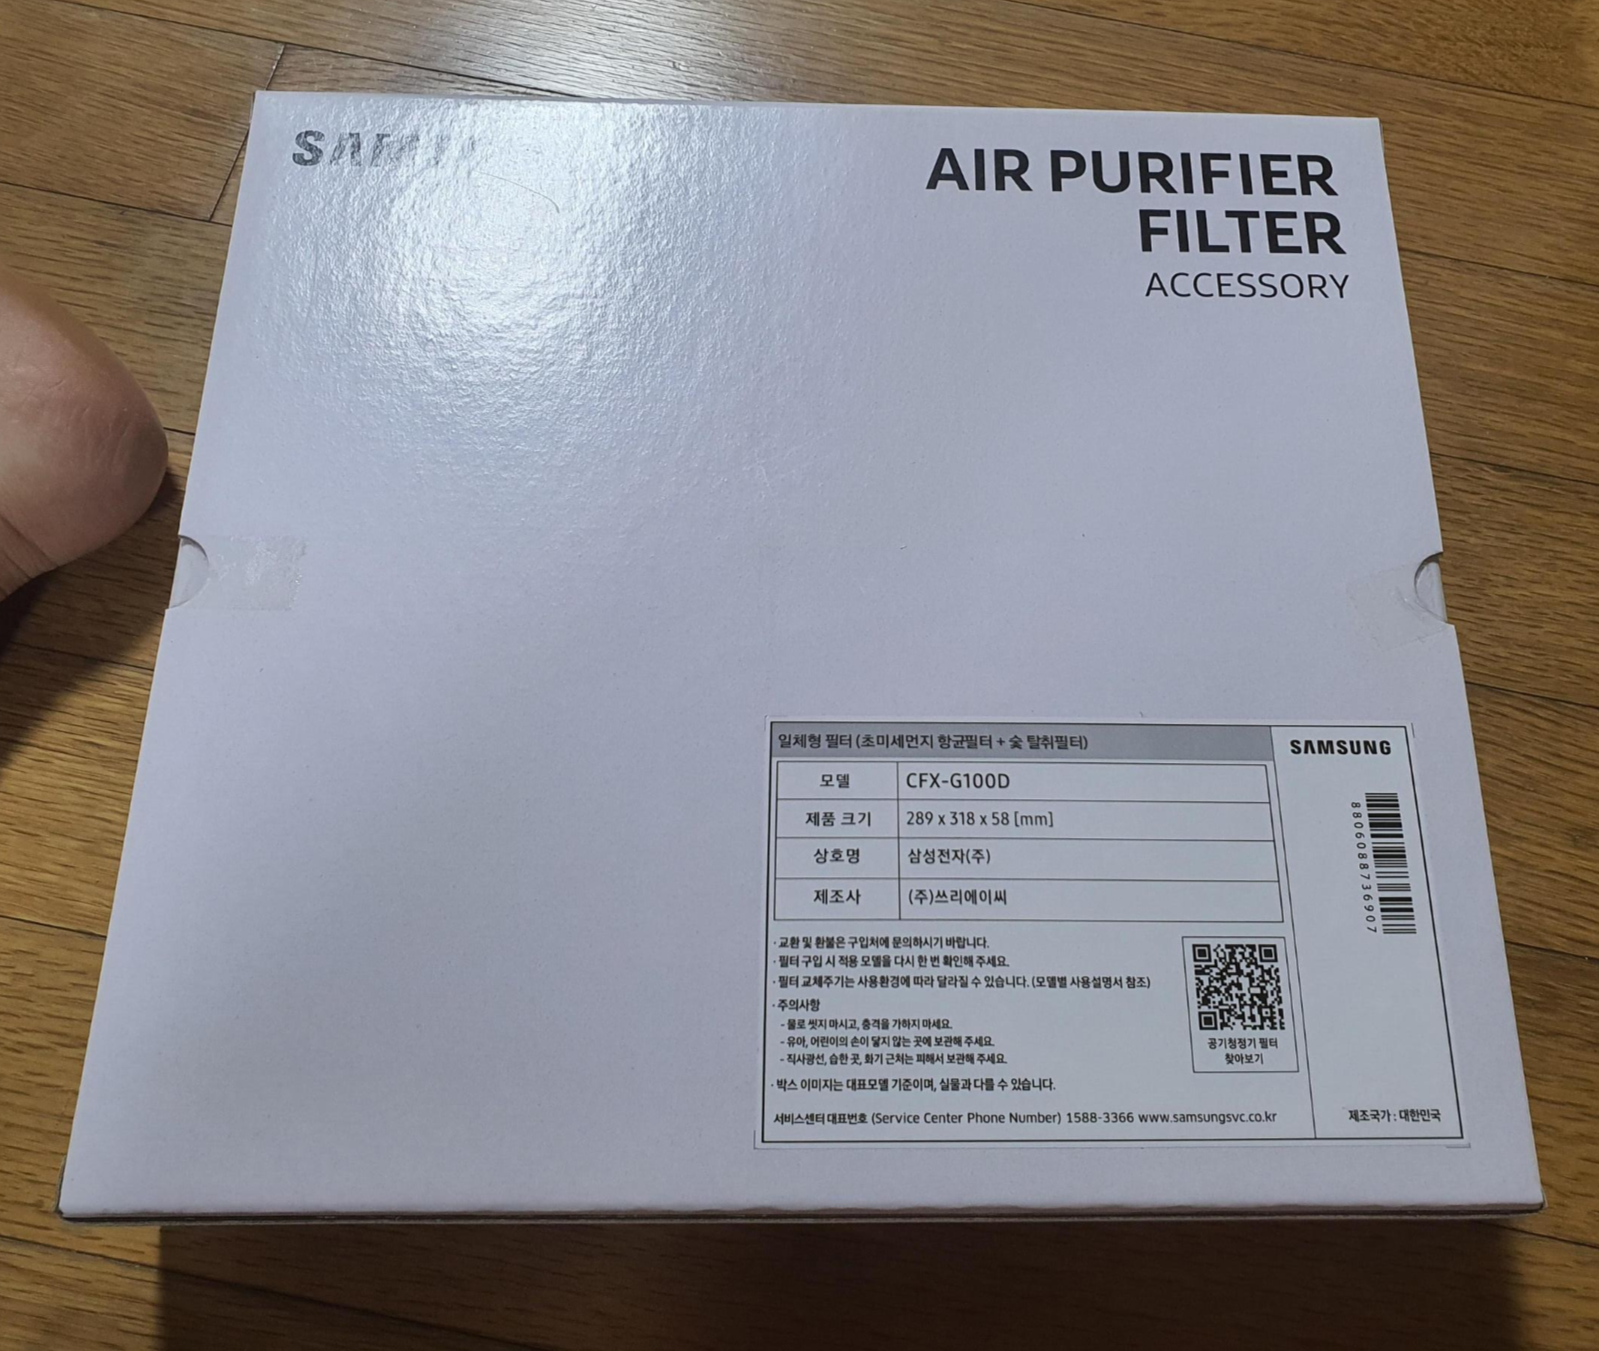 AIR PURIFIER
FILTER
ACCESSORY
일체형 필터 (초미세먼지 항균필터 + 숯 탈취필터)
SAMSUNG
모델 CFX-G100D
제품 크기 289 x 318 x 58 [mm]
상호명 삼성전자(주)
제조사 (주)쓰리에이씨
8806088736907
· 교환 및 환불은 구입처에 문의하시기 바랍니다.
· 필터 구입 시 적용 모델을 다시 한 번 확인해 주세요.
· 필터 교체주기는 사용환경에 따라 달라질 수 있습니다. (모델별 사용설명서 참조)
· 주의사항
- 물로 씻지 마시고, 충격을 가하지 마세요.
- 유아, 어린이의 손이 닿지 않는 곳에 보관해 주세요.
- 직사광선, 습한 곳, 화기 근처는 피해서 보관해 주세요.
· 박스 이미지는 대표모델 기준이며, 실물과 다를 수 있습니다.
공기청정기 필터
찾아보기
서비스센터 대표번호 (Service Center Phone Number) 1588-3366 www.samsungsvc.co.kr
제조국가 : 대한민국